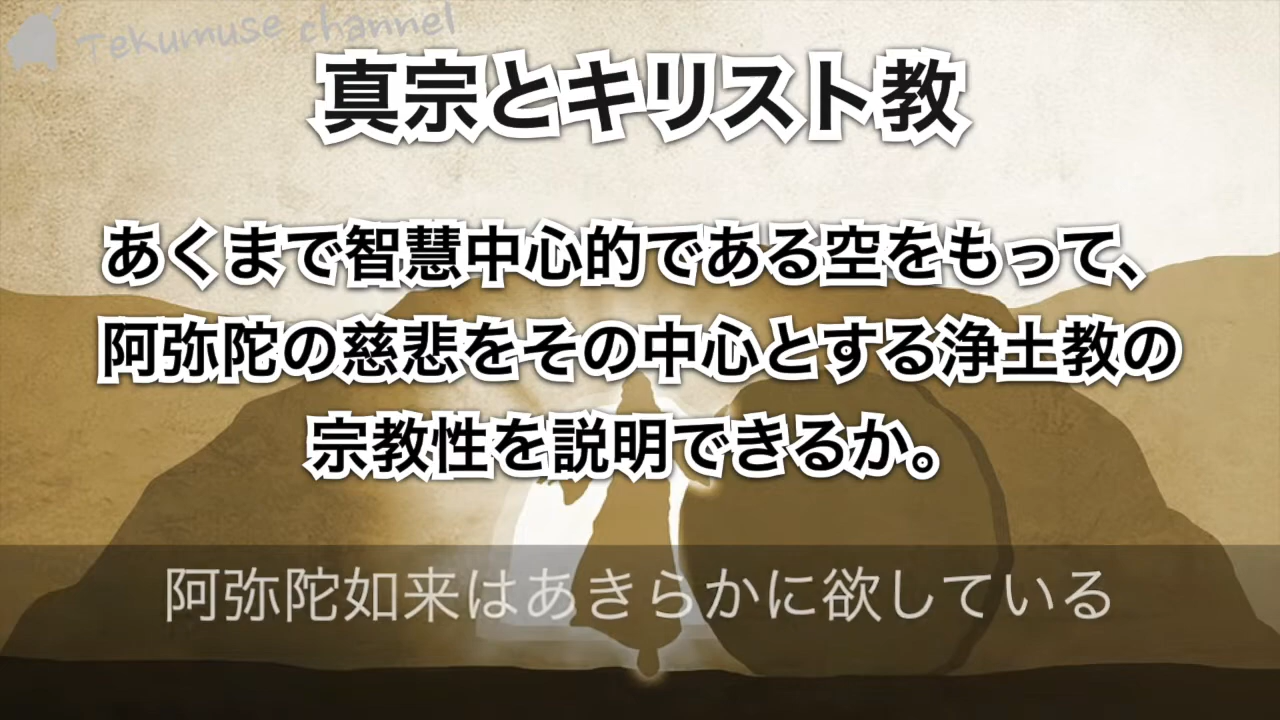 Tekumuse channel
真宗とキリスト教
あくまで智慧中心的である空をもって、
阿弥陀の慈悲をその中心とする浄土教の
宗教性を説明できるか。
阿弥陀如来はあきらかに欲している